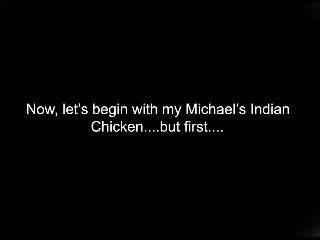 Now, let's begin with my Michael's Indian
Chicken....but first....